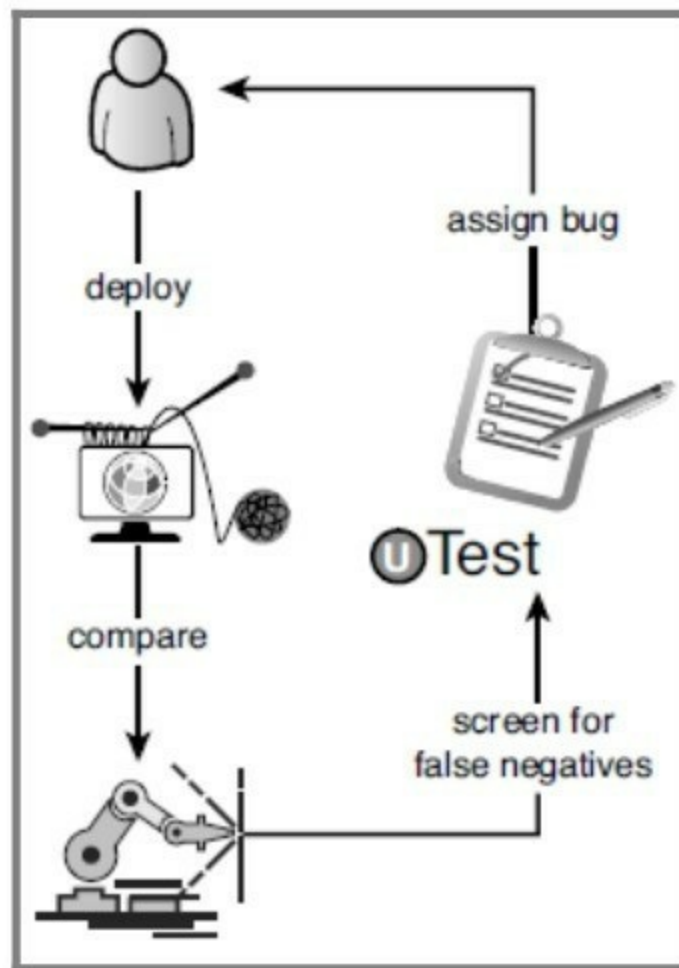 deploy
compare
screen for
false negatives
uTest
assign bug